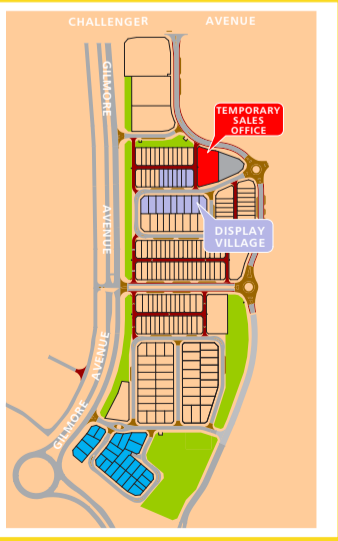 CHALLENGER AVENUE
GILMORE
TEMPORARY
SALES
OFFICE
AVENUE
DISPLAY
VILLAGE
AVENUE
GILMORE